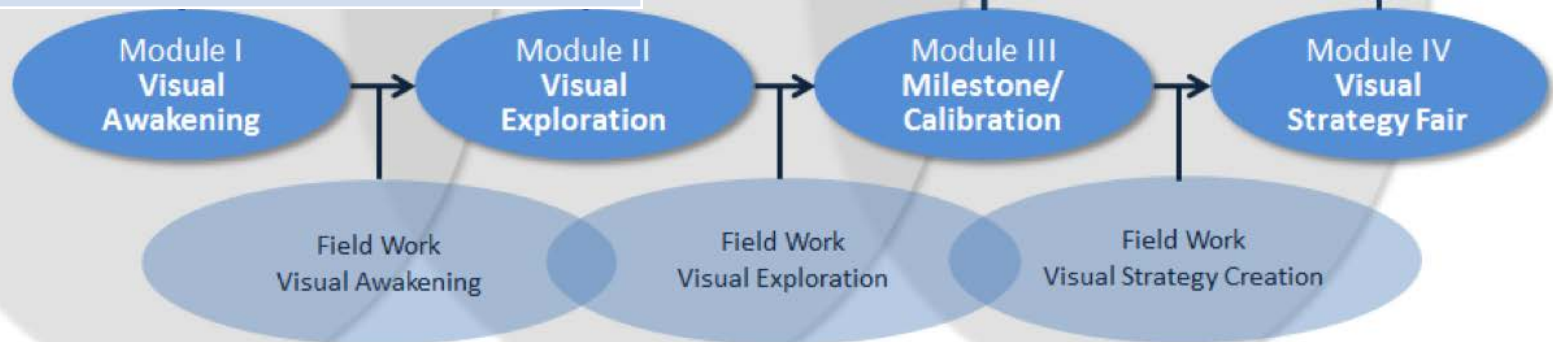 Module I
Visual
Awakening
Module II
Visual
Exploration
Module III
Milestone/
Calibration
Module IV
Visual
Strategy Fair
Field Work
Visual Awakening
Field Work
Visual Exploration
Field Work
Visual Strategy Creation